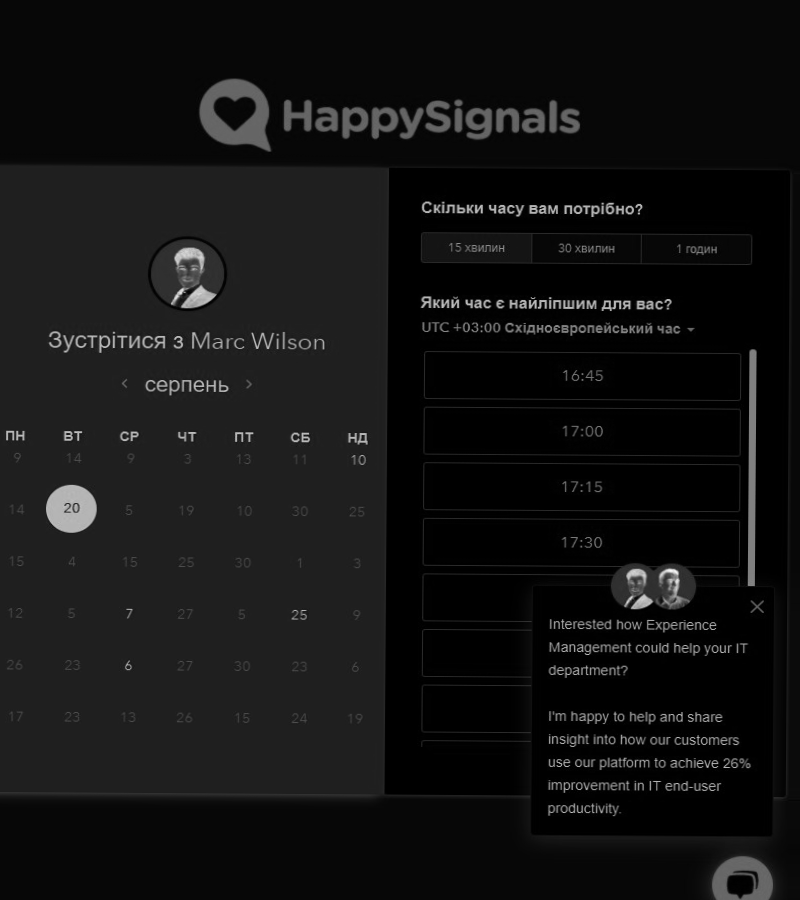 HappySignals
Зустрітися з Marc Wilson
серпень
ПН ВТ СР ЧТ ПТ СБ НД
9 14 9 3 13 11 10
14 20 5 19 10 30 25
15 4 15 25 30 1 3
12 5 7 27 5 25 9
26 23 6 27 30 23 6
17 23 13 26 15 24 19
Скільки часу вам потрібно?
15 хвилин 30 хвилин 1 годин
Який час є найліпшим для вас?
UTC +03:00 Східноєвропейський час
16:45
17:00
17:15
17:30
Interested how Experience
Management could help your IT
department?
I'm happy to help and share
insight into how our customers
use our platform to achieve 26%
improvement in IT end-user
productivity.